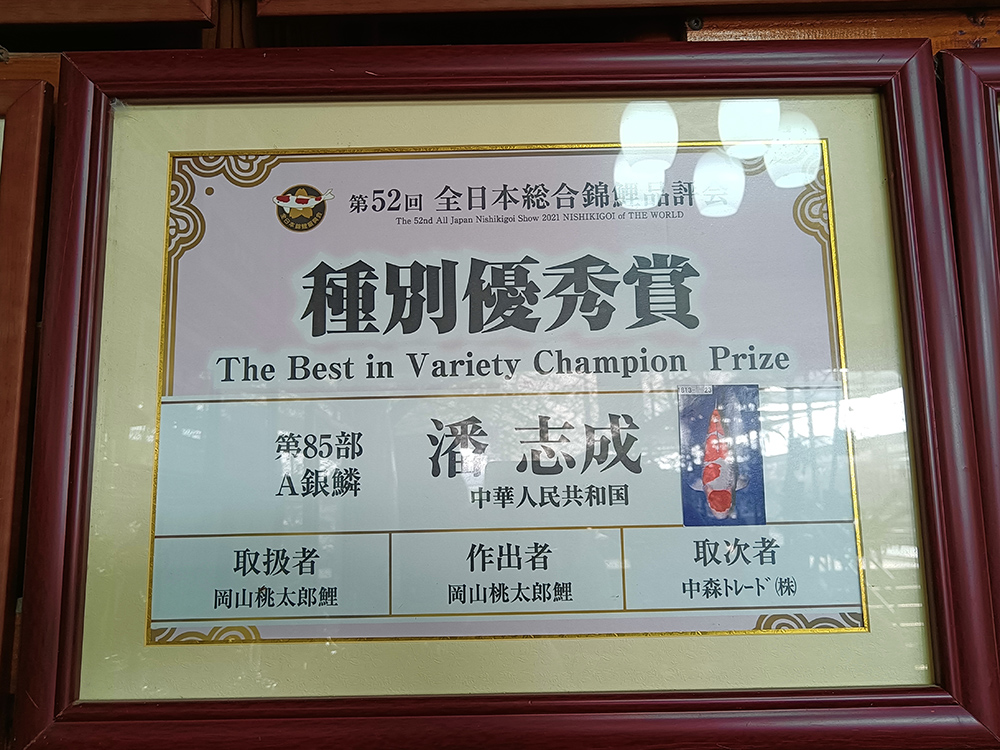 第52回 全日本総合錦鯉品評会
The 52nd All Japan Nishikigoi Show 2021 NISHIKIGOI of THE WORLD
種別優秀賞
The Best in Variety Champion Prize
第85部
A銀鱗
潘 志成
中華人民共和国
取扱者
岡山桃太郎鯉
作出者
岡山桃太郎鯉
取次者
中森トレード(株)